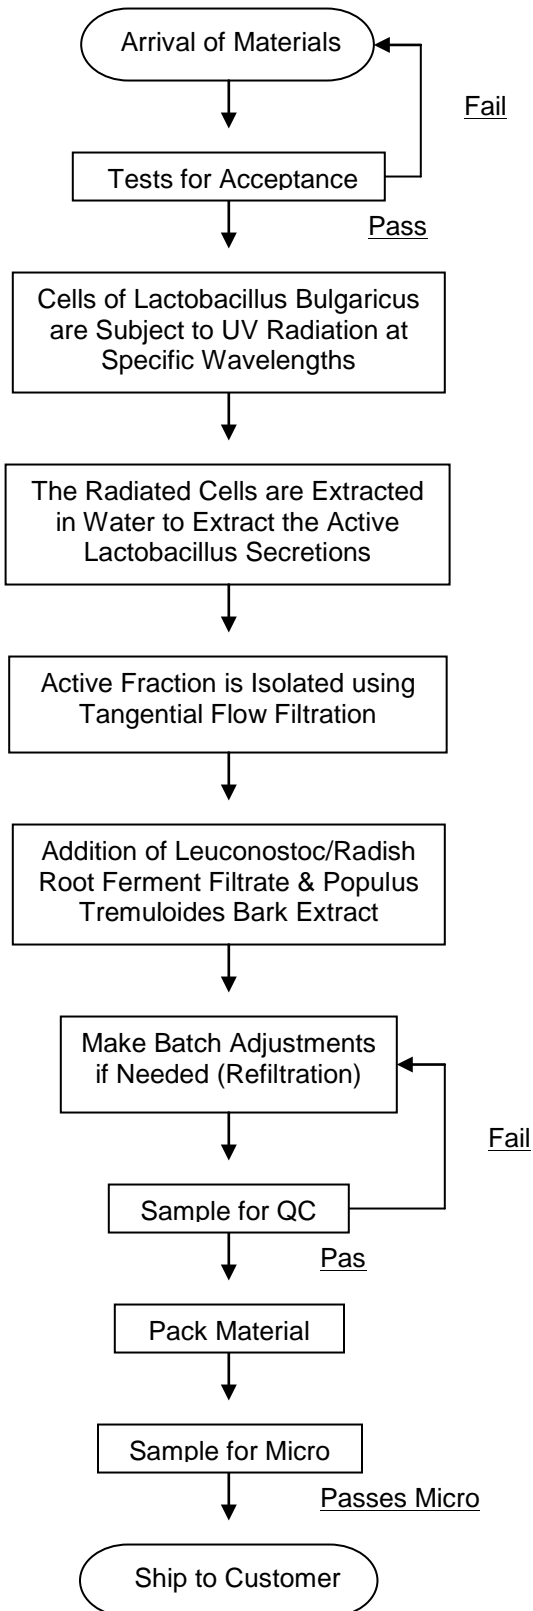 Arrival of Materials
Fail
Tests for Acceptance
Pass
Cells of Lactobacillus Bulgaricus
are Subject to UV Radiation at
Specific Wavelengths
The Radiated Cells are Extracted
in Water to Extract the Active
Lactobacillus Secretions
Active Fraction is Isolated using
Tangential Flow Filtration
Addition of Leuconostoc/Radish
Root Ferment Filtrate & Populus
Tremuloides Bark Extract
Make Batch Adjustments
if Needed (Refiltration)
Fail
Sample for QC
Pas
Pack Material
Sample for Micro
Passes Micro
Ship to Customer